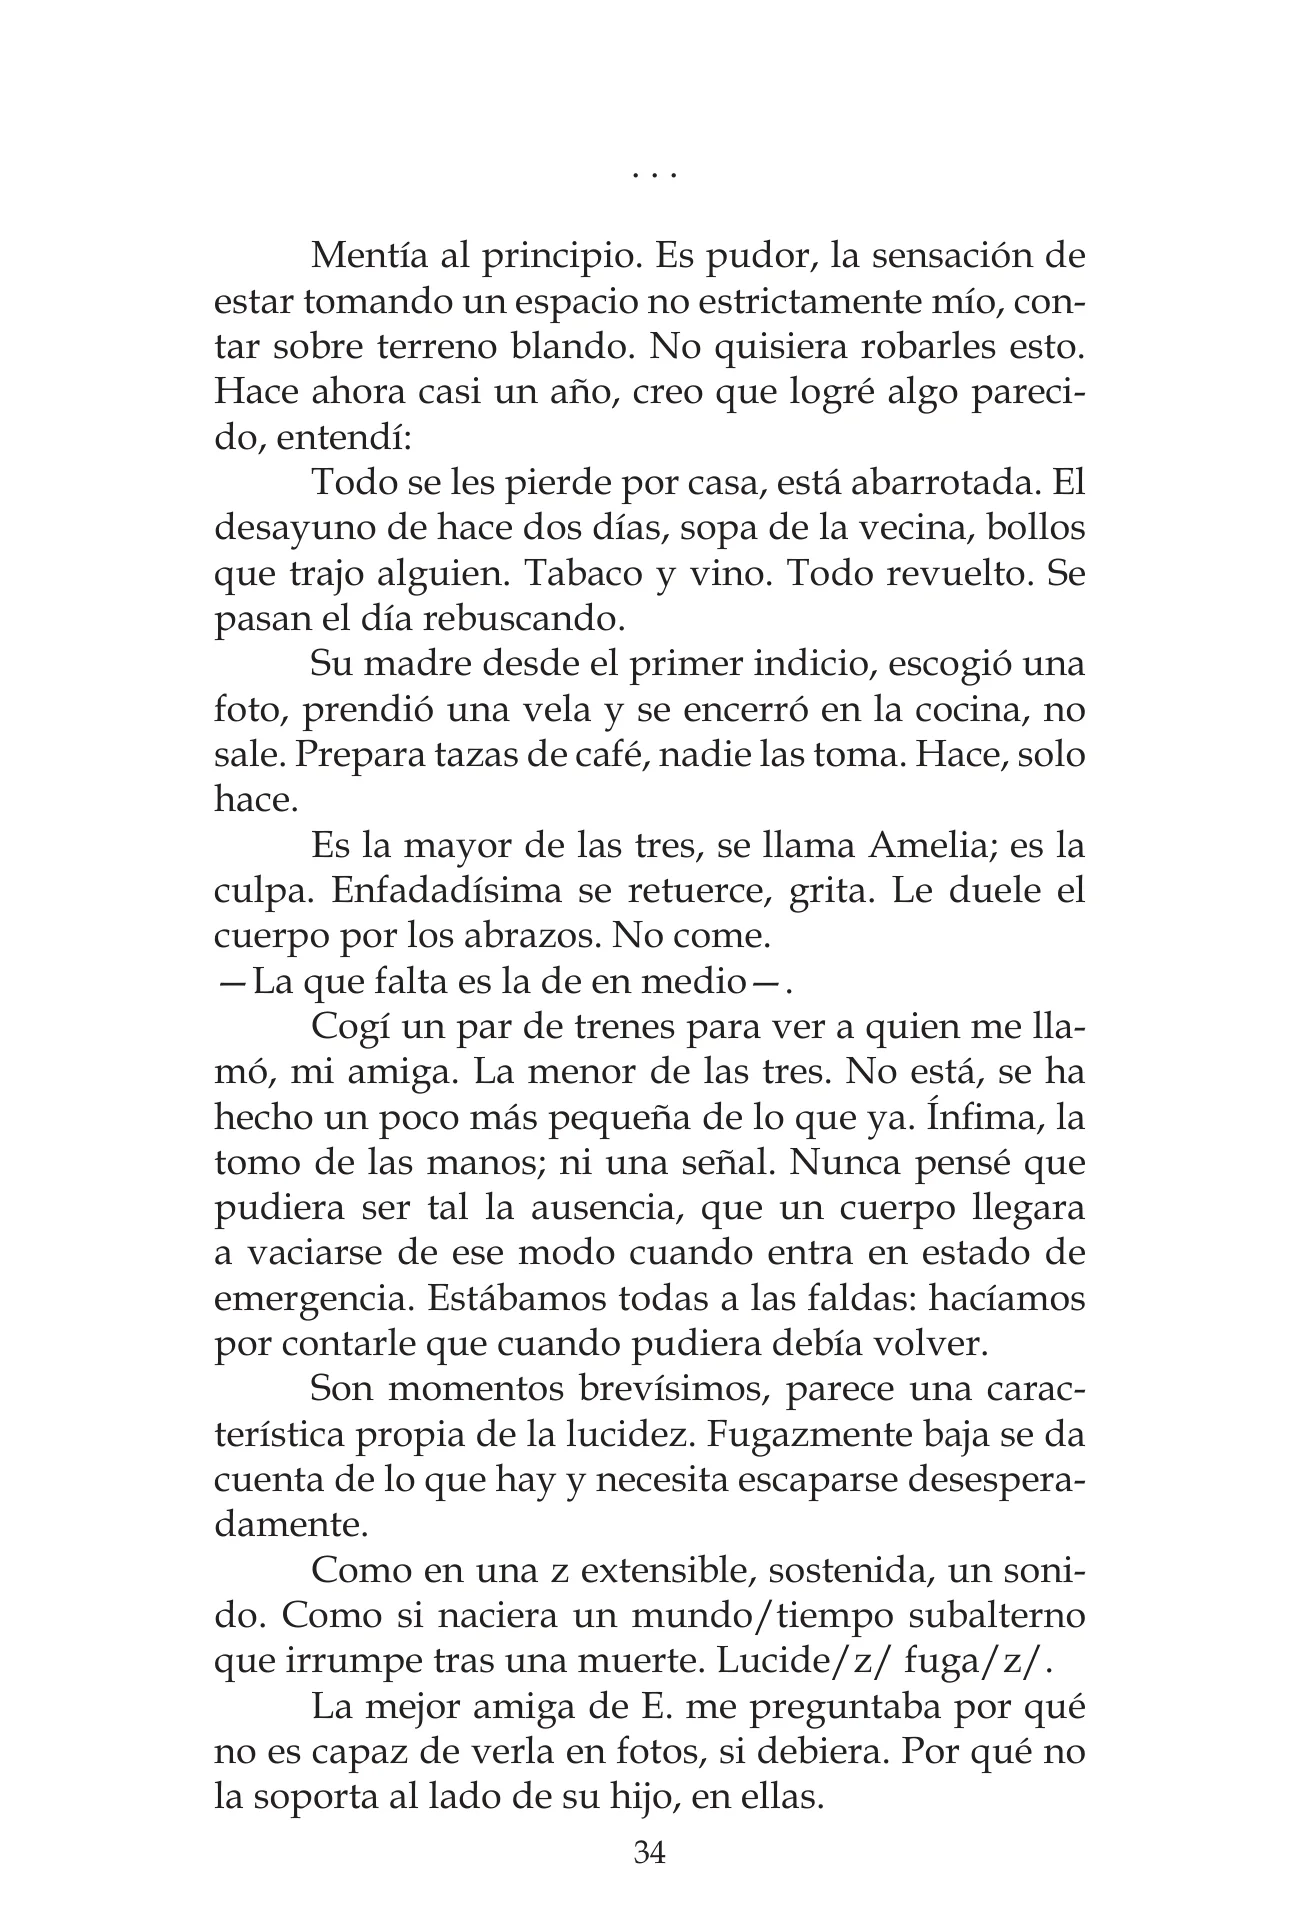 . . .
Mentía al principio. Es pudor, la sensación de
estar tomando un espacio no estrictamente mío, con-
tar sobre terreno blando. No quisiera robarles esto.
Hace ahora casi un año, creo que logré algo pareci-
do, entendí:
Todo se les pierde por casa, está abarrotada. El
desayuno de hace dos días, sopa de la vecina, bollos
que trajo alguien. Tabaco y vino. Todo revuelto. Se
pasan el día rebuscando.
Su madre desde el primer indicio, escogió una
foto, prendió una vela y se encerró en la cocina, no
sale. Prepara tazas de café, nadie las toma. Hace, solo
hace.
Es la mayor de las tres, se llama Amelia; es la
culpa. Enfadadísima se retuerce, grita. Le duele el
cuerpo por los abrazos. No come.
—La que falta es la de en medio—.
Cogí un par de trenes para ver a quien me lla-
mó, mi amiga. La menor de las tres. No está, se ha
hecho un poco más pequeña de lo que ya. Ínfima, la
tomo de las manos; ni una señal. Nunca pensé que
pudiera ser tal la ausencia, que un cuerpo llegara
a vaciarse de ese modo cuando entra en estado de
emergencia. Estábamos todas a las faldas: hacíamos
por contarle que cuando pudiera debía volver.
Son momentos brevísimos, parece una carac-
terística propia de la lucidez. Fugazmente baja se da
cuenta de lo que hay y necesita escaparse desespera-
damente.
Como en una z extensible, sostenida, un soni-
do. Como si naciera un mundo/tiempo subalterno
que irrumpe tras una muerte. Lucide/z/ fuga/z/.
La mejor amiga de E. me preguntaba por qué
no es capaz de verla en fotos, si debiera. Por qué no
la soporta al lado de su hijo, en ellas.
34